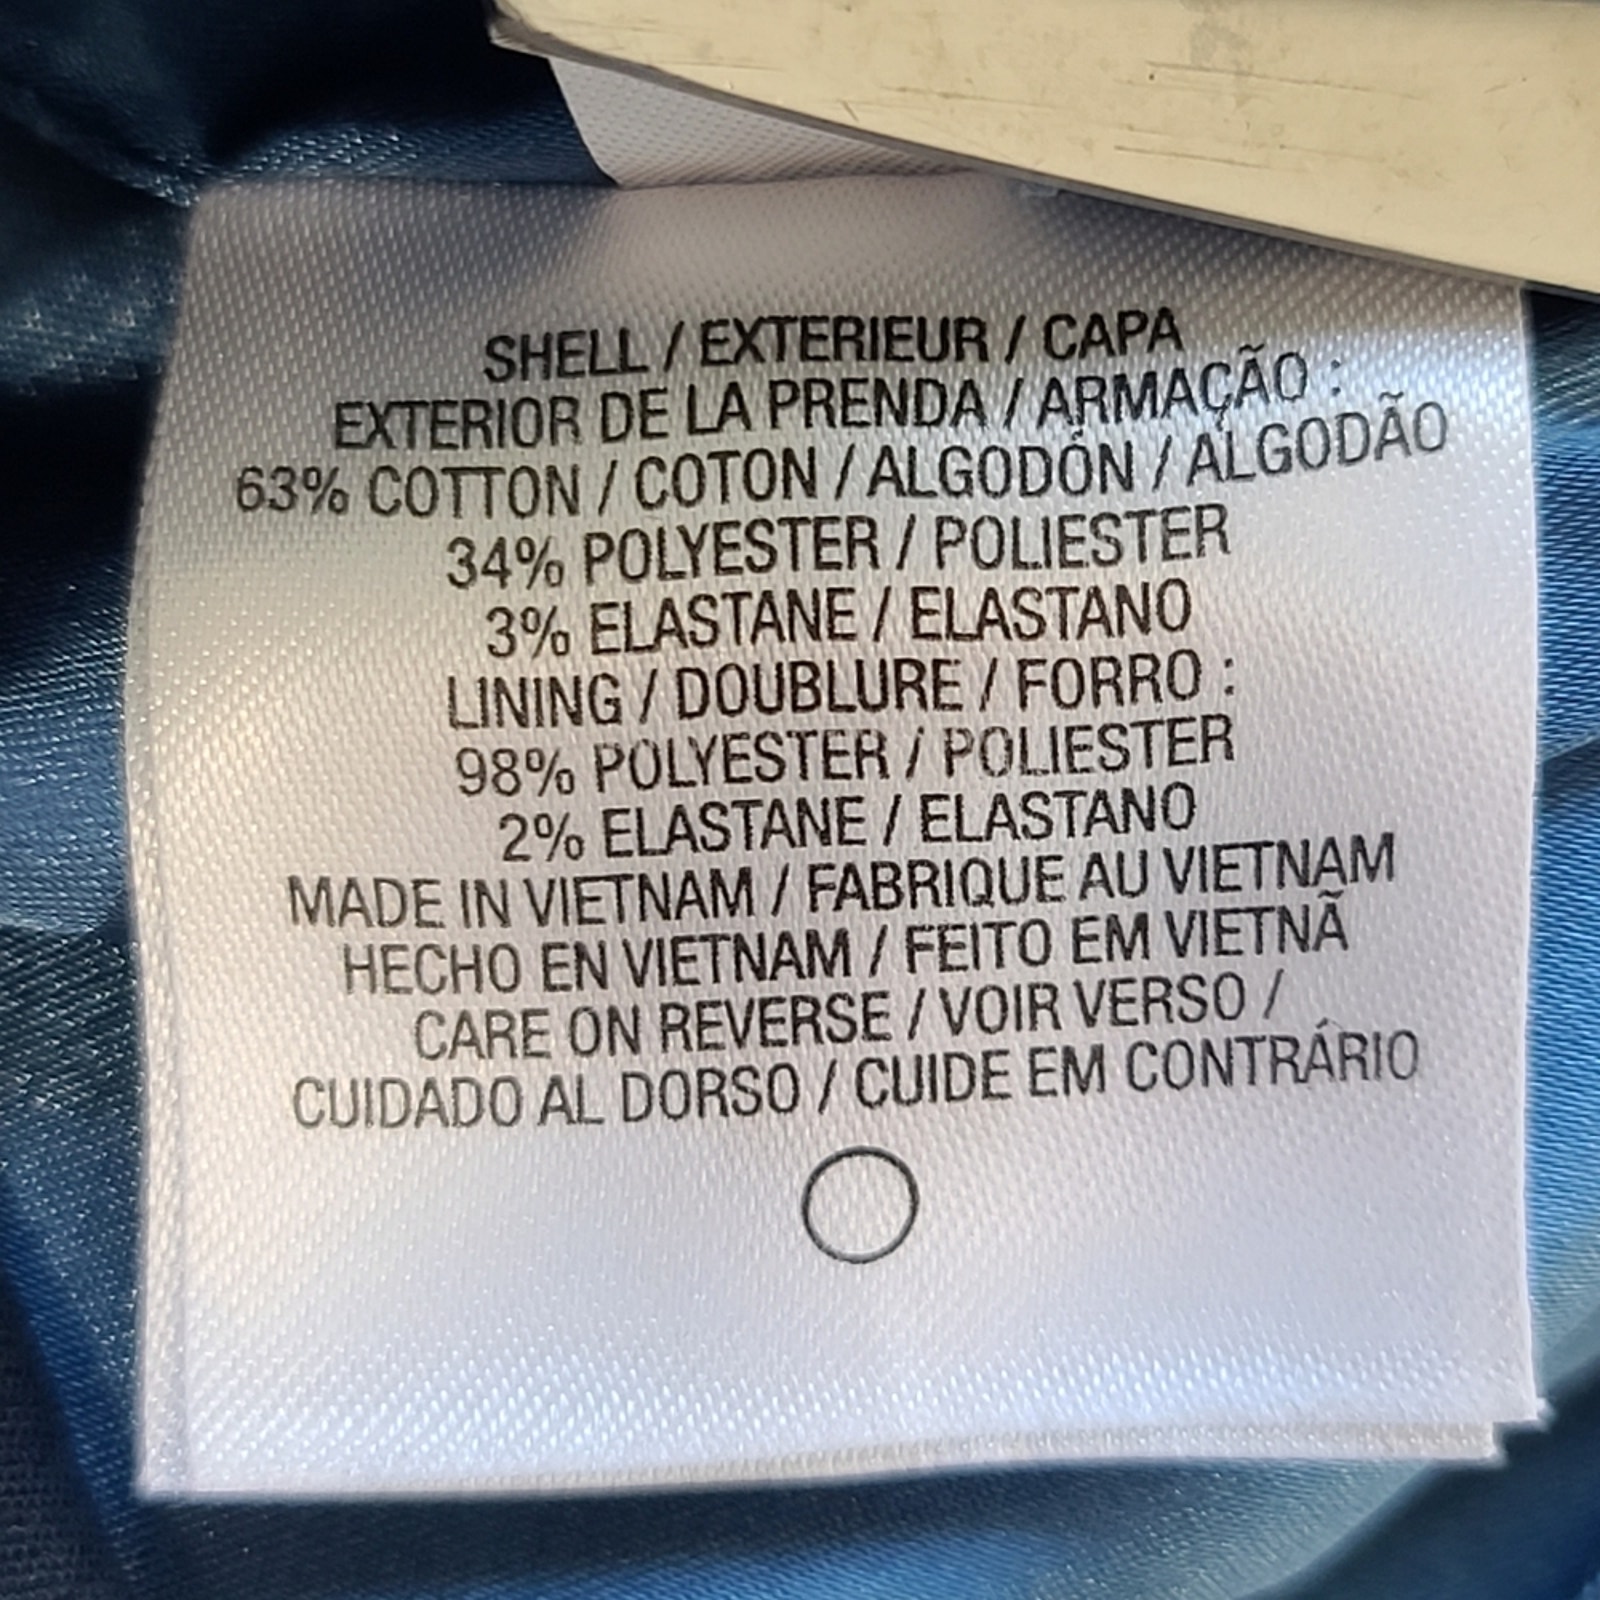 SHELL / EXTERIEUR / CAPA
EXTERIOR DE LA PRENDA / ARMAÇÃO :
63% COTTON / COTON / ALGODÓN / ALGODÃO
34% POLYESTER / POLIESTER
3% ELASTANE / ELASTANO
LINING / DOUBLURE / FORRO :
98% POLYESTER / POLIESTER
2% ELASTANE / ELASTANO
MADE IN VIETNAM / FABRIQUE AU VIETNAM
HECHO EN VIETNAM / FEITO EM VIETNÃ
CARE ON REVERSE / VOIR VERSO /
CUIDADO AL DORSO / CUIDE EM CONTRÁRIO